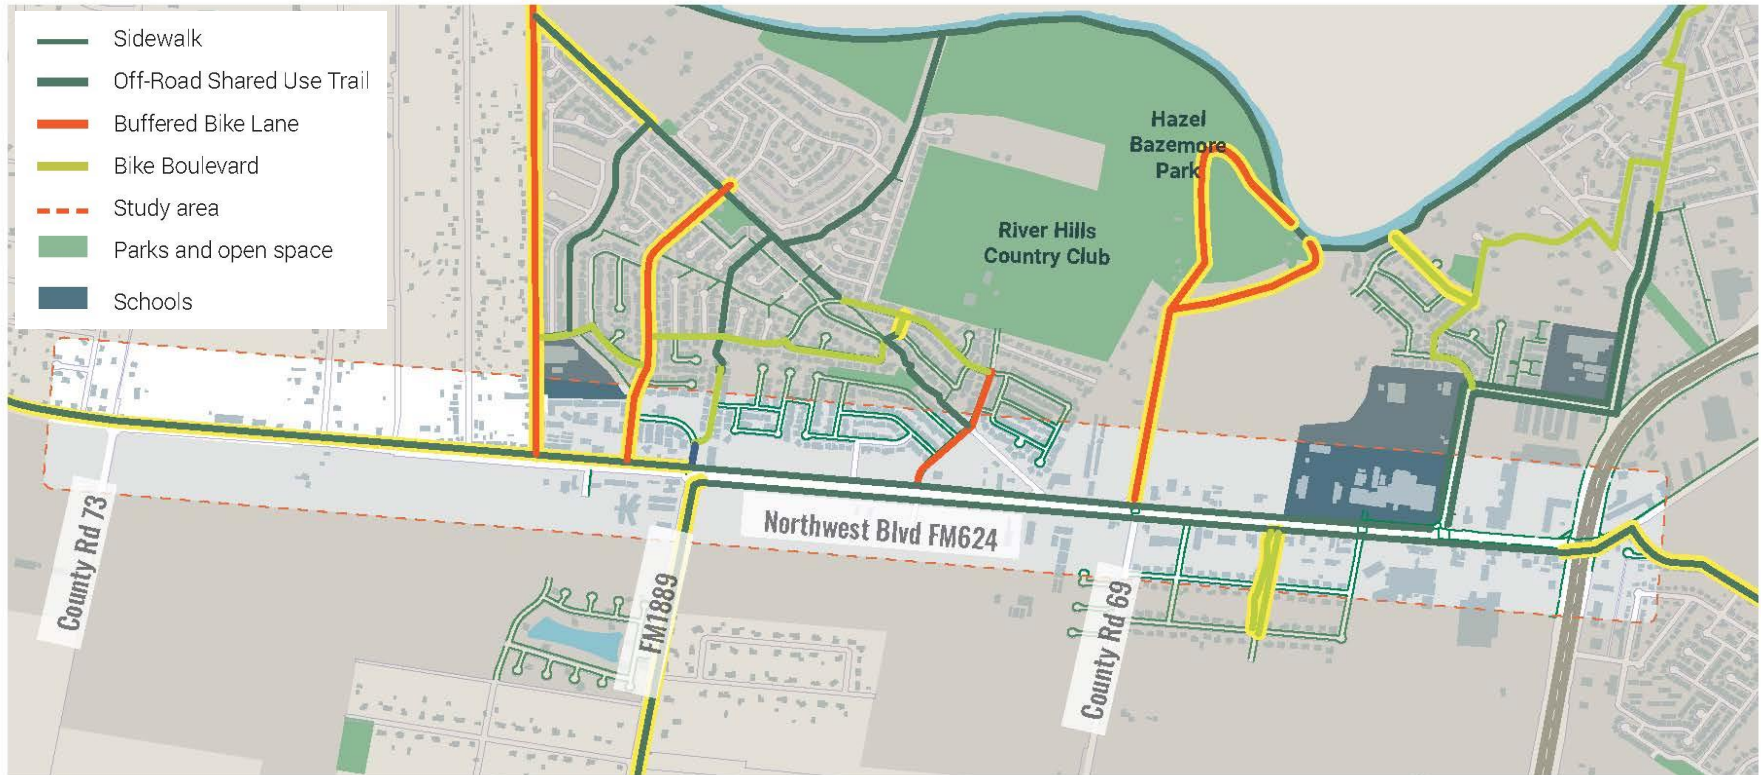 Sidewalk
Off-Road Shared Use Trail
Buffered Bike Lane
Bike Boulevard
Study area
Parks and open space
Schools
Hazel
Bazemore
Park
River Hills
Country Club
Northwest Blvd FM624
County Rd 73
FM1889
County Rd 69